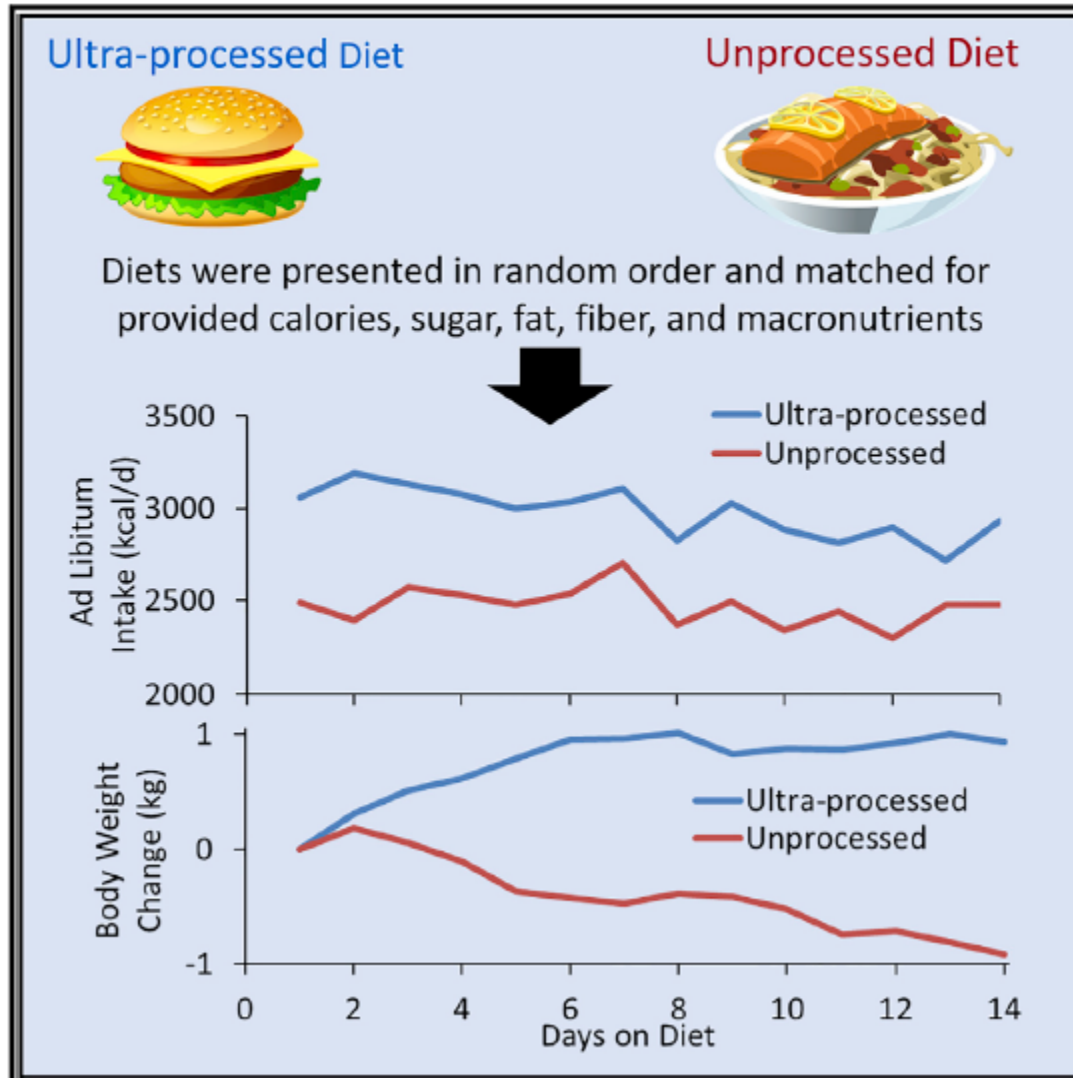 Ultra-processed Diet
Unprocessed Diet
Diets were presented in random order and matched for
provided calories, sugar, fat, fiber, and macronutrients
Ad Libitum
Intake (kcal/d)
3500
3000
2500
2000
Ultra-processed
Unprocessed
Body Weight
Change (kg)
1
0
-1
Ultra-processed
Unprocessed
0 2 4 6 8 10 12 14
Days on Diet